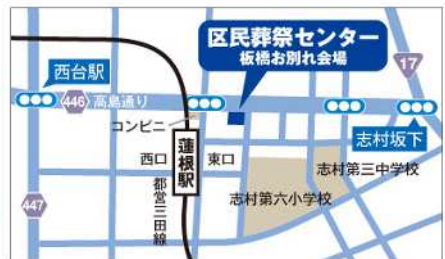 区民葬祭センター
板橋お別れ会場
17
西台駅
446
高島通り
コンビニ
志村坂下
蓮根駅
西口
東口
志村第三中学校
都営三田線
志村第六小学校
447